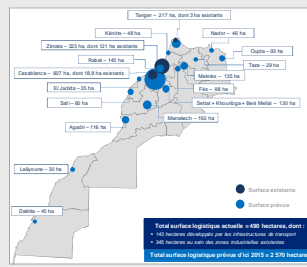 Tanger – 217 ha, dont 3 existants
Kénitra – 48 ha
Nador – 46 ha
Zénata – 323 ha, dont 121 existants
Oujda – 93 ha
Rabat – 145 ha
Taza – 29 ha
Casablanca – 607 ha, dont 18,8 existants
Meknès – 135 ha
El Jadida – 35 ha
Fès – 88 ha
Safi – 80 ha
Settat + Khouribga + Beni Mellal – 130 ha
Agadir – 116 ha
Marrakech – 192 ha
Laâyoune – 30 ha
Surface existante
Surface prévue
Dakhla – 45 ha
Total surface logistique actuelle = 490 hectares, dont :
• 143 hectares développés par les infrastructures de transport
• 345 hectares au sein des zones industrielles existantes
Total surface logistique prévue d'ici 2015 = 2 570 hectares